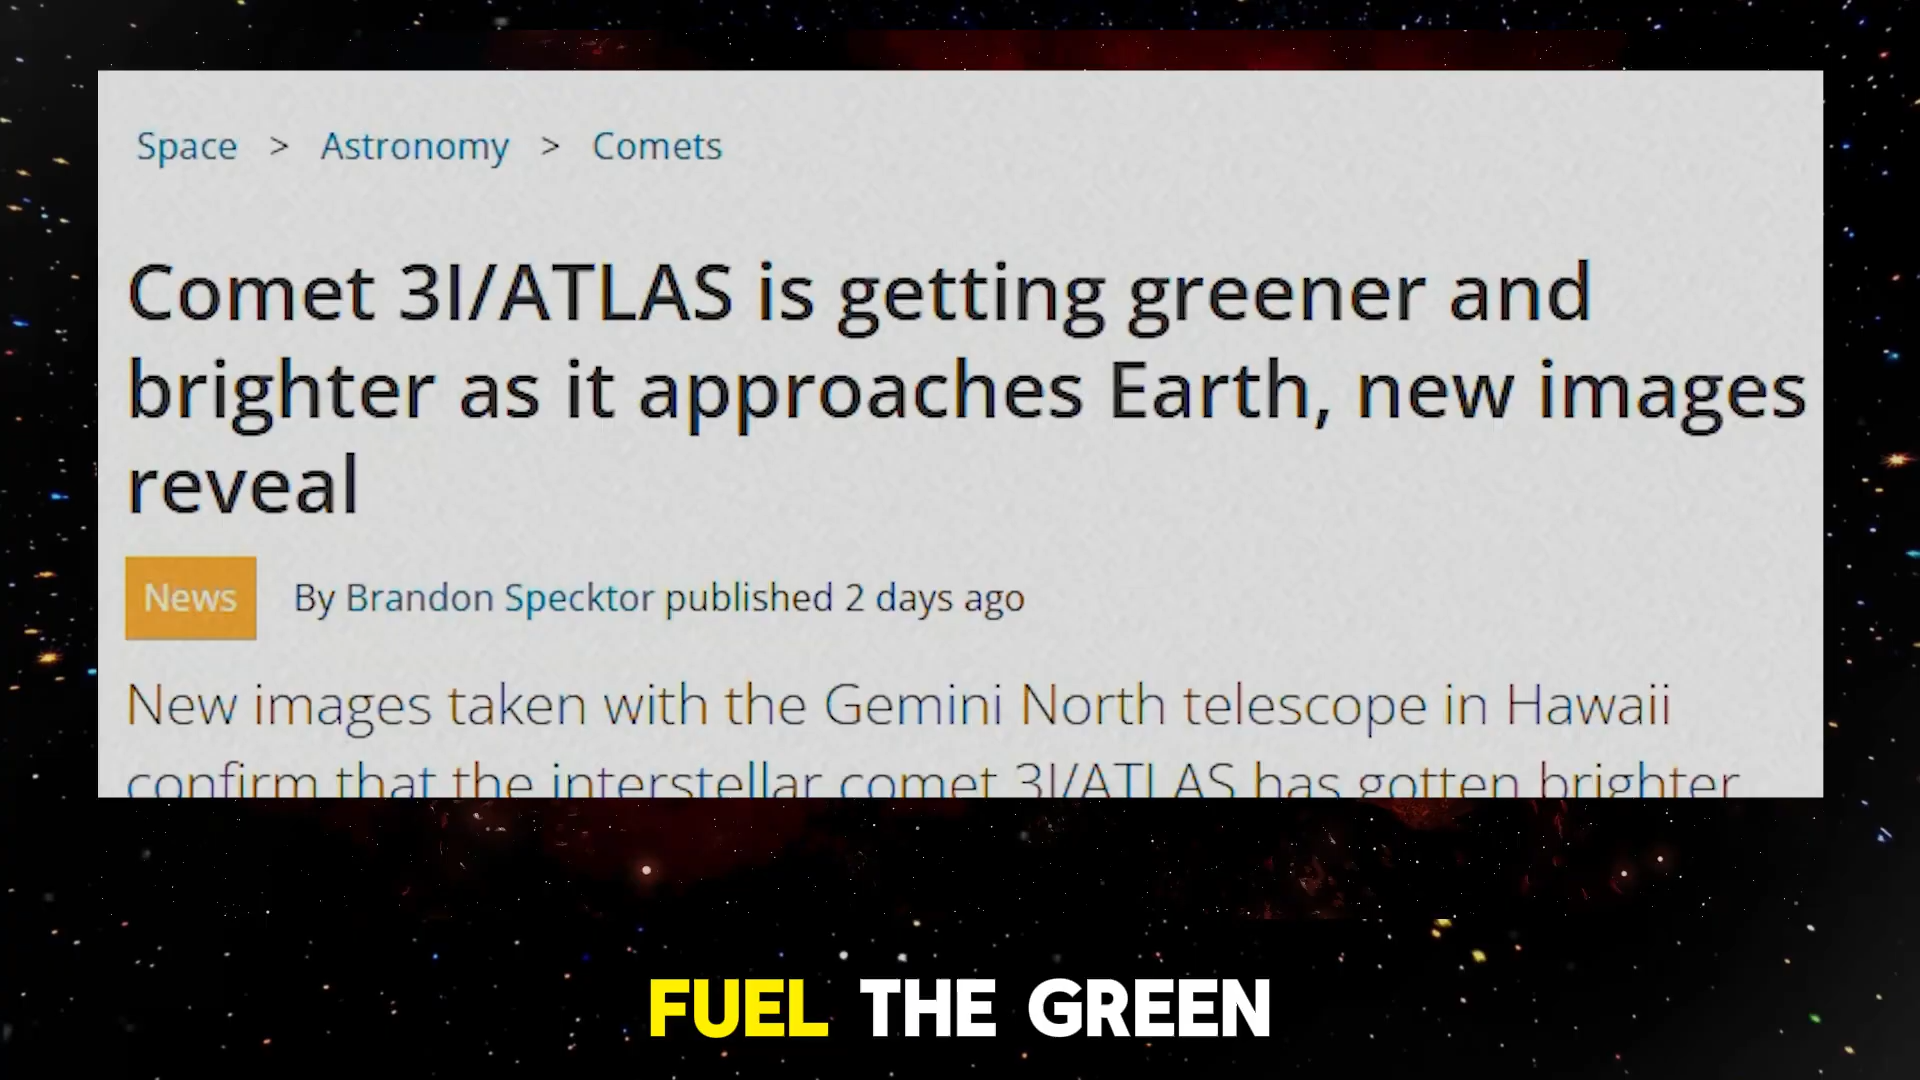 Space > Astronomy > Comets
Comet 3I/ATLAS is getting greener and
brighter as it approaches Earth, new images
reveal
News By Brandon Specktor published 2 days ago
New images taken with the Gemini North telescope in Hawaii
confirm that the interstellar comet 3I/ATLAS has gotten brighter
FUEL THE GREEN